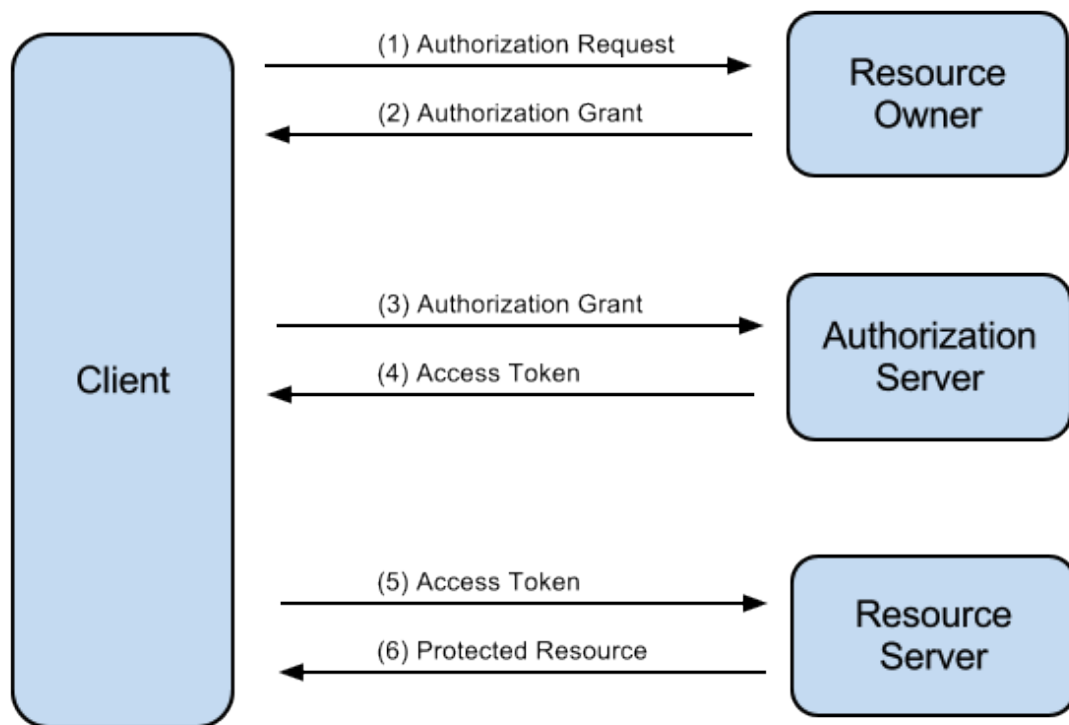 (1) Authorization Request
Resource
Owner
(2) Authorization Grant
(3) Authorization Grant
Authorization
Server
Client
(4) Access Token
(5) Access Token
Resource
Server
(6) Protected Resource